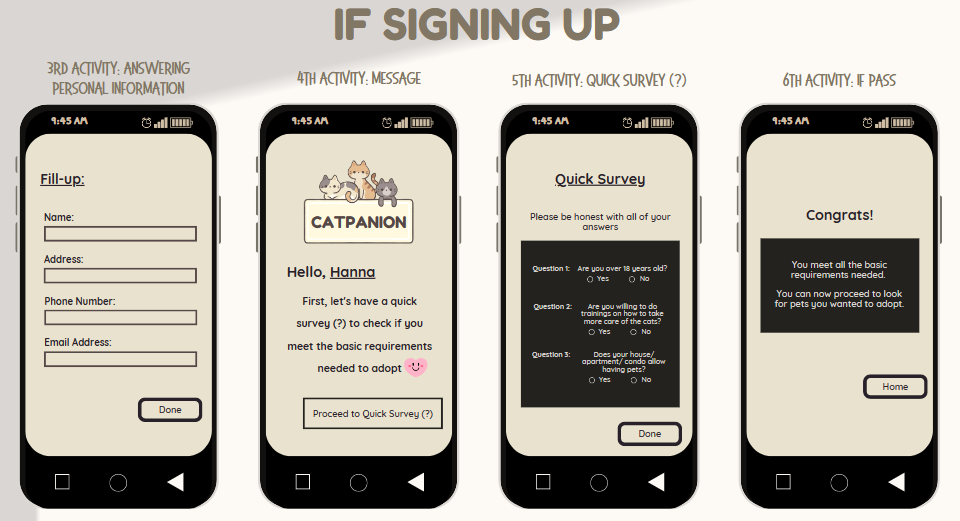 IF SIGNING UP
3RD ACTIVITY: ANSWERING
PERSONAL INFORMATION
9:45 AM
Fill-up:
Name:
Address:
Phone Number:
Email Address:
Done
4TH ACTIVITY: MESSAGE
9:45 AM
CATPANION
Hello, Hanna
First, let's have a quick
survey (?) to check if you
meet the basic requirements
needed to adopt
Proceed to Quick Survey (?)
5TH ACTIVITY: QUICK SURVEY (?)
9:45 AM
Quick Survey
Please be honest with all of your
answers
Question 1: Are you over 18 years old?
Yes No
Question 2: Are you willing to do
trainings on how to take
more care of the cats?
Yes No
Question 3: Does your house/
apartment/ condo allow
having pets?
Yes No
Done
6TH ACTIVITY: IF PASS
9:45 AM
Congrats!
You meet all the basic
requirements needed.
You can now proceed to look
for pets you wanted to adopt.
Home